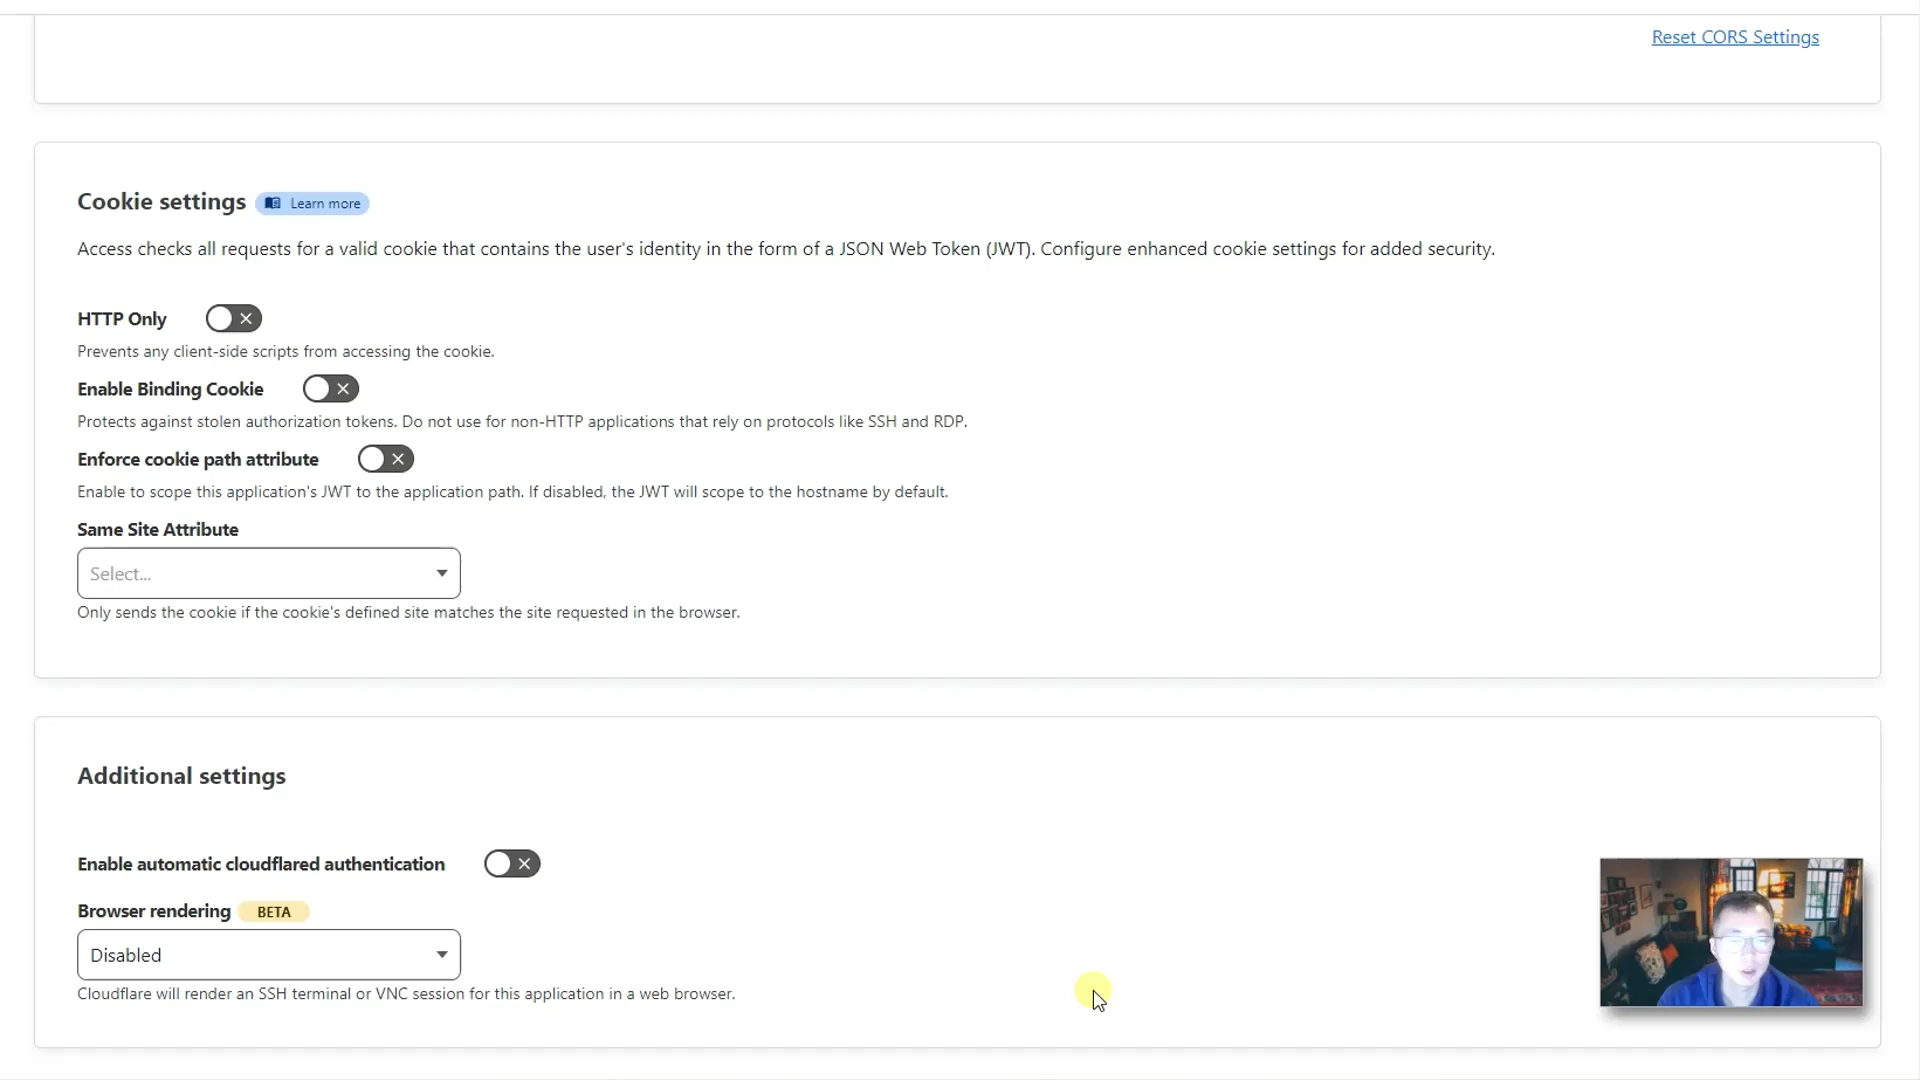 Reset CORS Settings
Cookie settings Learn more
Access checks all requests for a valid cookie that contains the user's identity in the form of a JSON Web Token (JWT). Configure enhanced cookie settings for added security.
HTTP Only
Prevents any client-side scripts from accessing the cookie.
Enable Binding Cookie
Protects against stolen authorization tokens. Do not use for non-HTTP applications that rely on protocols like SSH and RDP.
Enforce cookie path attribute
Enable to scope this application's JWT to the application path. If disabled, the JWT will scope to the hostname by default.
Same Site Attribute
Select...
Only sends the cookie if the cookie's defined site matches the site requested in the browser.
Additional settings
Enable automatic cloudflared authentication
Browser rendering BETA
Disabled
Cloudflare will render an SSH terminal or VNC session for this application in a web browser.